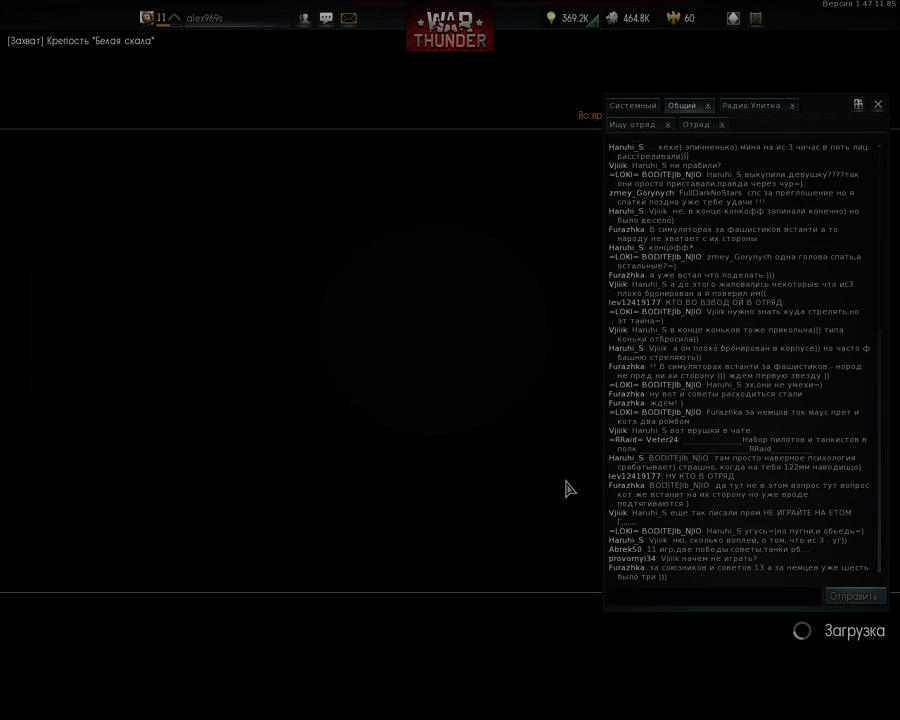 Версия 1.47.11.85
11 alex969s
369.2K 464.8K 60
WAR THUNDER
[Захват] Крепость "Белая скала"
Системный Общий Радио Улитка
Во вр
Ищу отряд Отряд
Haruhi_S: ... хехе) эпичненько) миня на ис-3 чичас в пять лиц
расстреливали)))
Vjiiik: Haruhi_S ни прабили?
=LOKI= BODITEJIb_NJIO: Haruhi_S выкупили девушку????так
они просто приставали,правда через чур=)
zmey_Gorynych: FullDarkNoStars спс за преглошение но я
спатки поздно уже тебе удачи !!!
Haruhi_S: Vjiiik не, в конце-конкофф запинали конечно) но
было весело)
Furazhka: В симуляторах за фашистиков встанти а то
народу не хватает с их стороны
Haruhi_S: концофф*
=LOKI= BODITEJIb_NJIO: zmey_Gorynych одна голова спать,а
остальные?=)
Furazhka: я уже встал что поделать )))
Vjiiik: Haruhi_S а до этого жаловались некоторые что ис3
плохо бронирован а я поверил им((
lev12419177: КТО ВО ВЗВОД ОЙ В ОТРЯД
=LOKI= BODITEJIb_NJIO: Vjiiik нужно знать куда стрелять,но
эт тайна=)
Vjiiik: Haruhi_S в конце коньков тоже прикольна))) типа
коньки отбросила))
Haruhi_S: Vjiiik а он плохо бронирован в корпусе)) но часто ф
башню стреляють))
Furazhka: !! В симуляторах встанти за фашистиков - нород
не прёд ни хи сторону ))) ждём первую звезду ))
=LOKI= BODITEJIb_NJIO: Haruhi_S эх,они не умехи=)
Furazhka: ну вот и советы расходиться стали
Furazhka: ждём! )
=LOKI= BODITEJIb_NJIO: Furazhka за немцов ток маус прет и
котэ два ромбом
Vjiiik: Haruhi_S вот врушки в чате
=RRaid= Veter24: _______________Набор пилотов и танкистов в
полк _______________________________RRaid___________
Haruhi_S: BODITEJIb_NJIO там просто наверное психология
срабатывает) страшно, когда на тебя 122мм наводиццо)
lev12419177: НУ КТО В ОТРЯД
Furazhka: BODITEJIb_NJIO да тут не в этом вопрос тут вопрос
кот же встанит на их сторону но уже вроде
подтягиваются )
Vjiiik: Haruhi_S еще так писали прям НЕ ИГРАЙТЕ НА ЕТОМ
Г,,,,,,,
=LOKI= BODITEJIb_NJIO: Haruhi_S угусь=)но пугни,и обьедь=)
Haruhi_S: Vjiiik ню, сколько воплей, о том, что ис-3 - уг))
Abrek50: 11 игр,две победы.советы,танки рб...
provornyi34: Vjiiik начём не играть?
Furazhka: за союзников и советов 13 а за немцев уже шесть
было три )))
Отправить
Загрузка